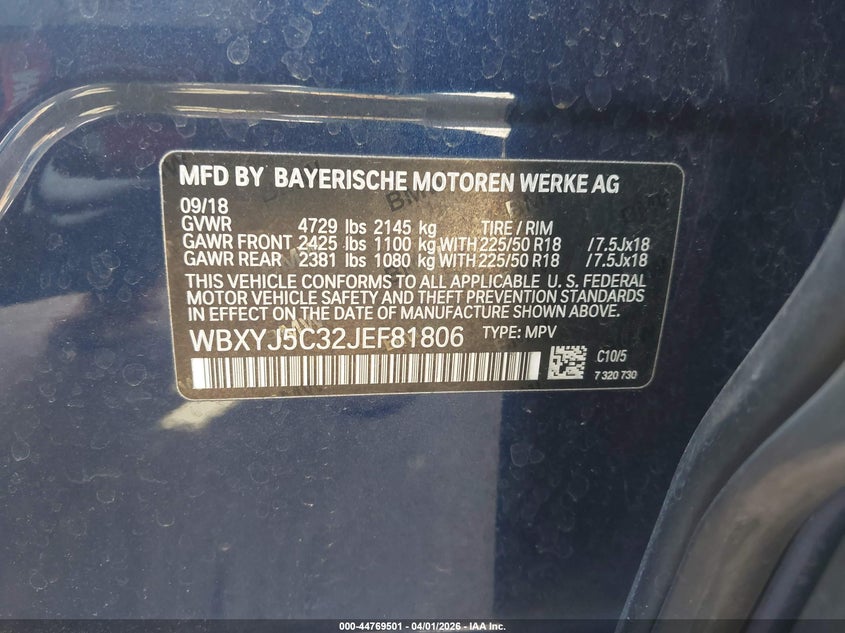 MFD BY BAYERISCHE MOTOREN WERKE AG
09/18
GVWR 4729 lbs 2145 kg TIRE / RIM
GAWR FRONT 2425 lbs 1100 kg WITH 225/50 R18 /7.5Jx18
GAWR REAR 2381 lbs 1080 kg WITH 225/50 R18 /7.5Jx18
THIS VEHICLE CONFORMS TO ALL APPLICABLE U. S. FEDERAL
MOTOR VEHICLE SAFETY AND THEFT PREVENTION STANDARDS
IN EFFECT ON THE DATE OF MANUFACTURE SHOWN ABOVE.
WBXYJ5C32JEF81806 TYPE: MPV
C10/5
7 320 730
000-44769501 - 04/01/2026 - IAA Inc.